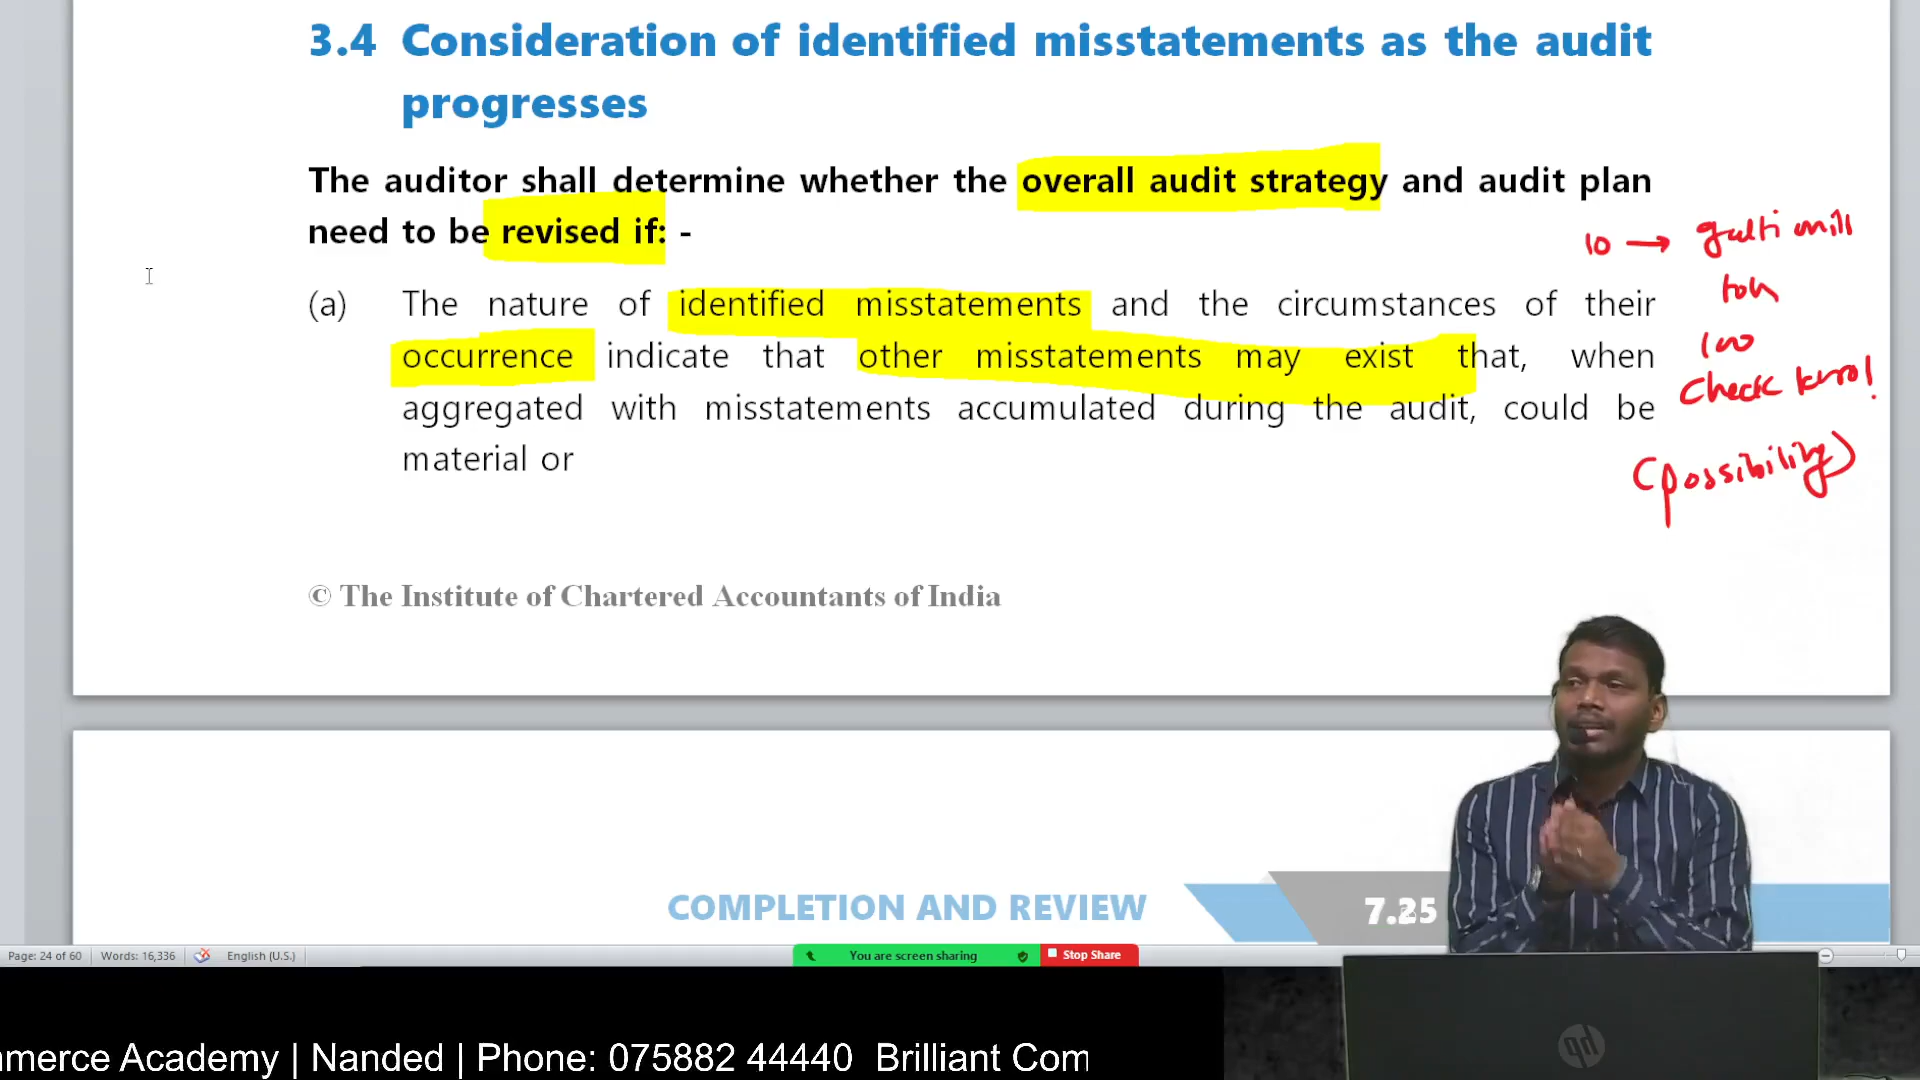 3.4 Consideration of identified misstatements as the audit
progresses
The auditor shall determine whether the overall audit strategy and audit plan
need to be revised if: -
(a) The nature of identified misstatements and the circumstances of their
occurrence indicate that other misstatements may exist that, when
aggregated with misstatements accumulated during the audit, could be
material or
10 → galti mili
toh
100
Check karo!
(possibility)
© The Institute of Chartered Accountants of India
COMPLETION AND REVIEW
Page: 24 of 60 Words: 16,336 English (U.S.) You are screen sharing Stop Share
mmerce Academy | Nanded | Phone: 075882 44440 Brilliant Com
hp